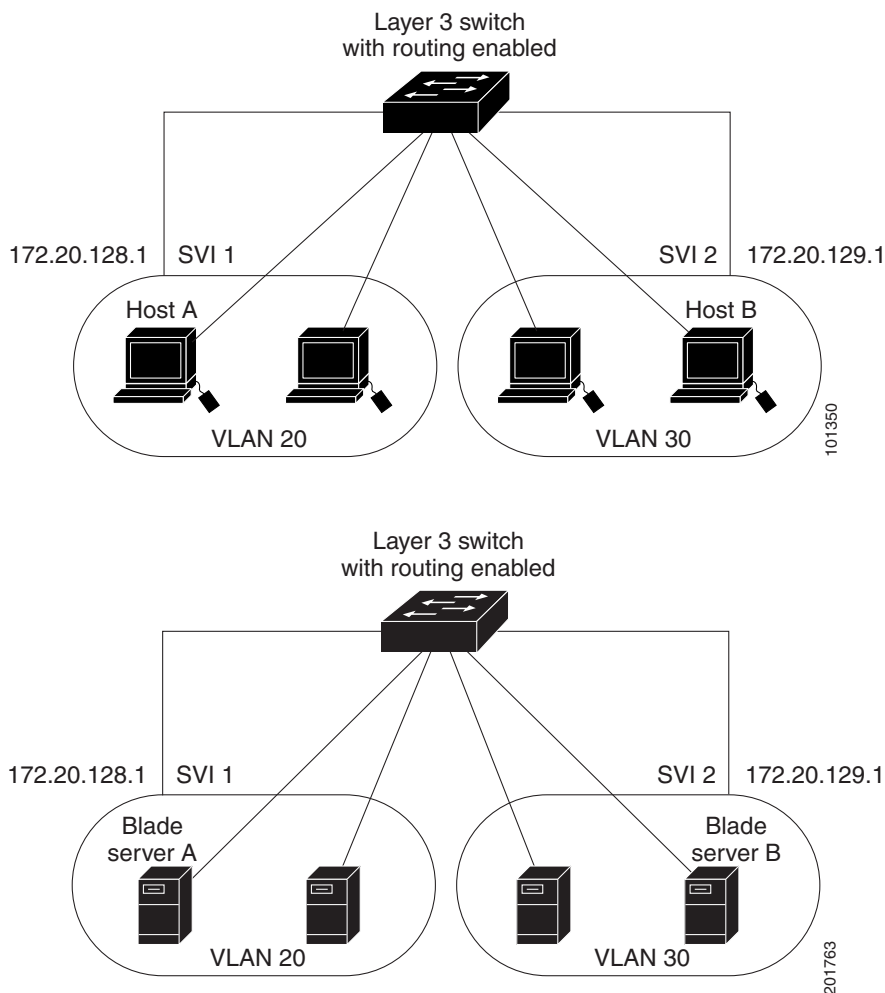 Layer 3 switch
with routing enabled
172.20.128.1 SVI 1
SVI 2 172.20.129.1
Host A
Host B
VLAN 20
VLAN 30
101350
Layer 3 switch
with routing enabled
172.20.128.1 SVI 1
SVI 2 172.20.129.1
Blade
server A
Blade
server B
VLAN 20
VLAN 30
201763